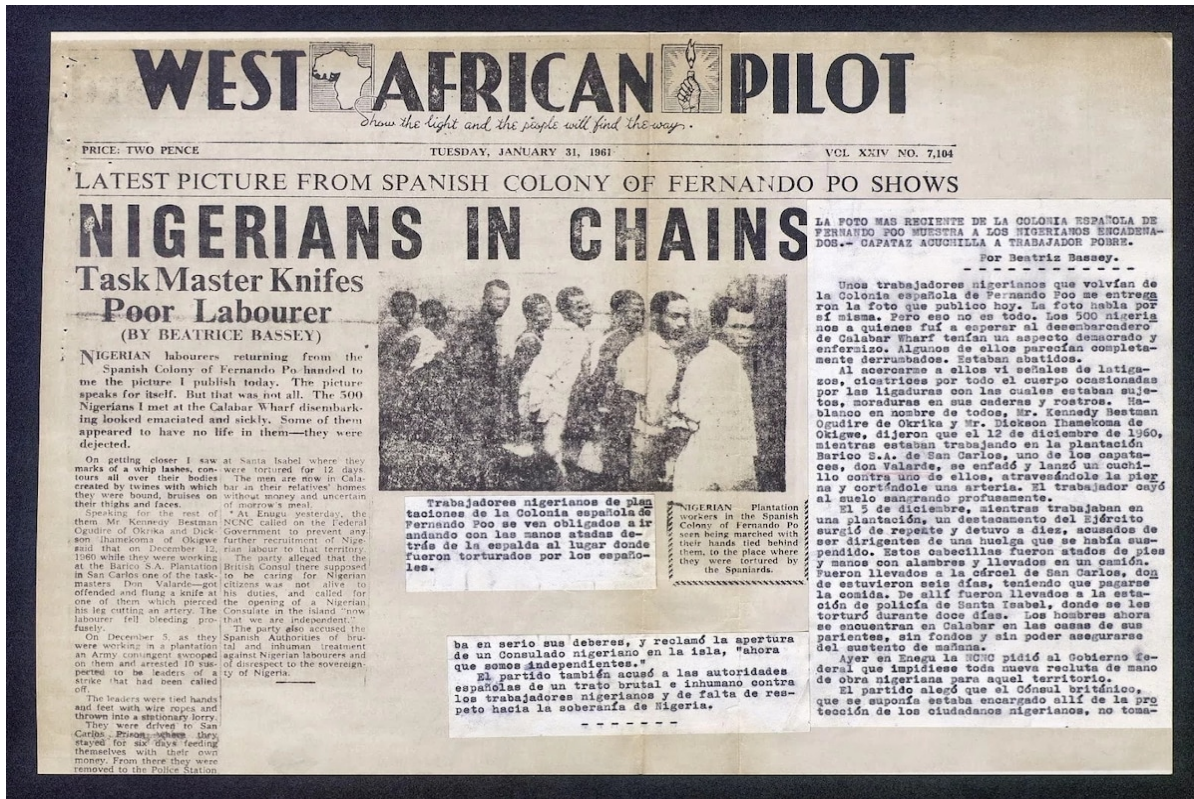 WEST AFRICAN PILOT
Show the light and the people will find the way.
PRICE: TWO PENCE
TUESDAY, JANUARY 31, 1961
VOL XXIV NO. 7,104
LATEST PICTURE FROM SPANISH COLONY OF FERNANDO PO SHOWS
NIGERIANS IN CHAINS
Task Master Knifes
Poor Labourer
(BY BEATRICE BASSEY)
NIGERIAN labourers returning from the
Spanish Colony of Fernando Po handed to
me the picture I publish today. The picture
speaks for itself. But that was not all. The 500
Nigerians I met at the Calabar Wharf disembark-
ing looked emaciated and sickly. Some of them
appeared to have no life in them—they were
dejected.
On getting closer I saw
marks of a whip lashes, con-
tours all over their bodies
created by twines with which
they were bound, bruises on
their thighs and faces.
Speaking for the rest of
them Mr. Kennedy Bestman
Ogudire of Okrika and Dick-
son Ihamekoma of Okigwe
said that on December 12,
1960 while they were working
at the Barico S.A. Plantation
in San Carlos one of the task-
masters Don Valarde—got
offended and flung a knife at
one of them which pierced
his leg cutting an artery. The
labourer fell bleeding pro-
fusely.
On December 5, as they
were working in a plantation
an Army contingent swooped
on them and arrested 10 sus-
pected to be leaders of a
strike that had been called
off.
The leaders were tied hands
and feet with wire ropes and
thrown into a stationary lorry.
They were drived to San
Carlos Prison where they
stayed for six days feeding
themselves with their own
money. From there they were
removed to the Police Station
at Santa Isabel where they
were tortured for 12 days.
The men are now in Cala-
bar in their relatives' homes
without money and uncertain
of morrow's meal.
* At Enugu yesterday, the
NCNC called on the Federal
Government to prevent any
further recruitment of Nige-
rian labour to that territory.
The party alleged that the
British Consul there supposed
to be caring for Nigerian
citizens was not alive to
his duties, and called for
the opening of a Nigerian
Consulate in the island "now
that we are independent."
The party also accused the
Spanish Authorities of bru-
tal and inhuman treatment
against Nigerian labourers and
of disrespect to the sovereign-
ty of Nigeria.
Trabajadores nigerianos de plan
taciones de la Colonia española de
Fernando Poo se ven obligados a ir
andando con las manos atadas de-
trás de la espalda al lugar donde
fueron torturados por los españo-
les.
NIGERIAN Plantation
workers in the Spanish
Colony of Fernando Po
seen being marched with
their hands tied behind
them, to the place where
they were tortured by
the Spaniards.
LA FOTO MAS RECIENTE DE LA COLONIA ESPAÑOLA DE
FERNANDO POO MUESTRA A LOS NIGERIANOS ENCADENA-
DOS.- CAPATAZ ACUCHILLA A TRABAJADOR POBRE.
Por Beatriz Bassey.
Unos trabajadores nigerianos que volvían de
la Colonia española de Fernando Poo me entrega
ron la foto que publico hoy. La foto habla por
sí misma. Pero eso no es todo. Los 500 nigeria
nos a quienes fuí a esperar al desembarcadero
de Calabar Wharf tenían un aspecto demacrado y
enfermizo. Algunos de ellos parecían completa-
mente derrumbados. Estaban abatidos.
Al acercarme a ellos vi señales de latiga-
zos, cicatrices por todo el cuerpo ocasionadas
por las ligaduras con las cuales estaban suje-
tos, moraduras en sus caderas y rostros. Ha-
blanco en nombre de todos, Mr. Kennedy Bestman
Ogudire de Okrika y Mr. Dickson Ihamekoma de
Okigwe, dijeron que el 12 de diciembre de 1960,
mientras estaban trabajando en la plantación
Barico S.A. de San Carlos, uno de los capata-
ces, don Valarde, se enfadó y lanzó un cuchi-
llo contra uno de ellos, atravesándole la pier
na y cortándole una arteria. El trabajador cayó
al suelo sangrando profusamente.
El 5 de diciembre, mientras trabajaban en
una plantación, un destacamento del Ejército
surgió de repente y detuvo a diez, acusados de
ser dirigentes de una huelga que se había sus-
pendido. Estos cabecillas fueron atados de pies
y manos con alambres y llevados en un camión.
Fueron llevados a la cárcel de San Carlos, don
de estuvieron seis días, teniendo que pagarse
la comida. De allí fueron llevados a la esta-
ción de policía de Santa Isabel, donde se les
torturó durante doce días. Los hombres ahora
se encuentran en Calabar en las casas de sus
parientes, sin fondos y sin poder asegurarse
del sustento de mañana.
Ayer en Enegu la NCNC pidió al Gobierno fe-
deral que impidiese toda nueva recluta de mano
de obra nigeriana para aquel territorio.
El partido alegó que el Cónsul británico,
que se suponía estaba encargado allí de la pro
tección de los ciudadanos nigerianos, no toma-
ba en serio sus deberes, y reclamó la apertura
de un Consulado nigeriano en la isla, "ahora
que somos independientes."
El partido también acusó a las autoridades
españolas de un trato brutal e inhumano contra
los trabajadores nigerianos y de falta de res-
peto hacia la soberanía de Nigeria.